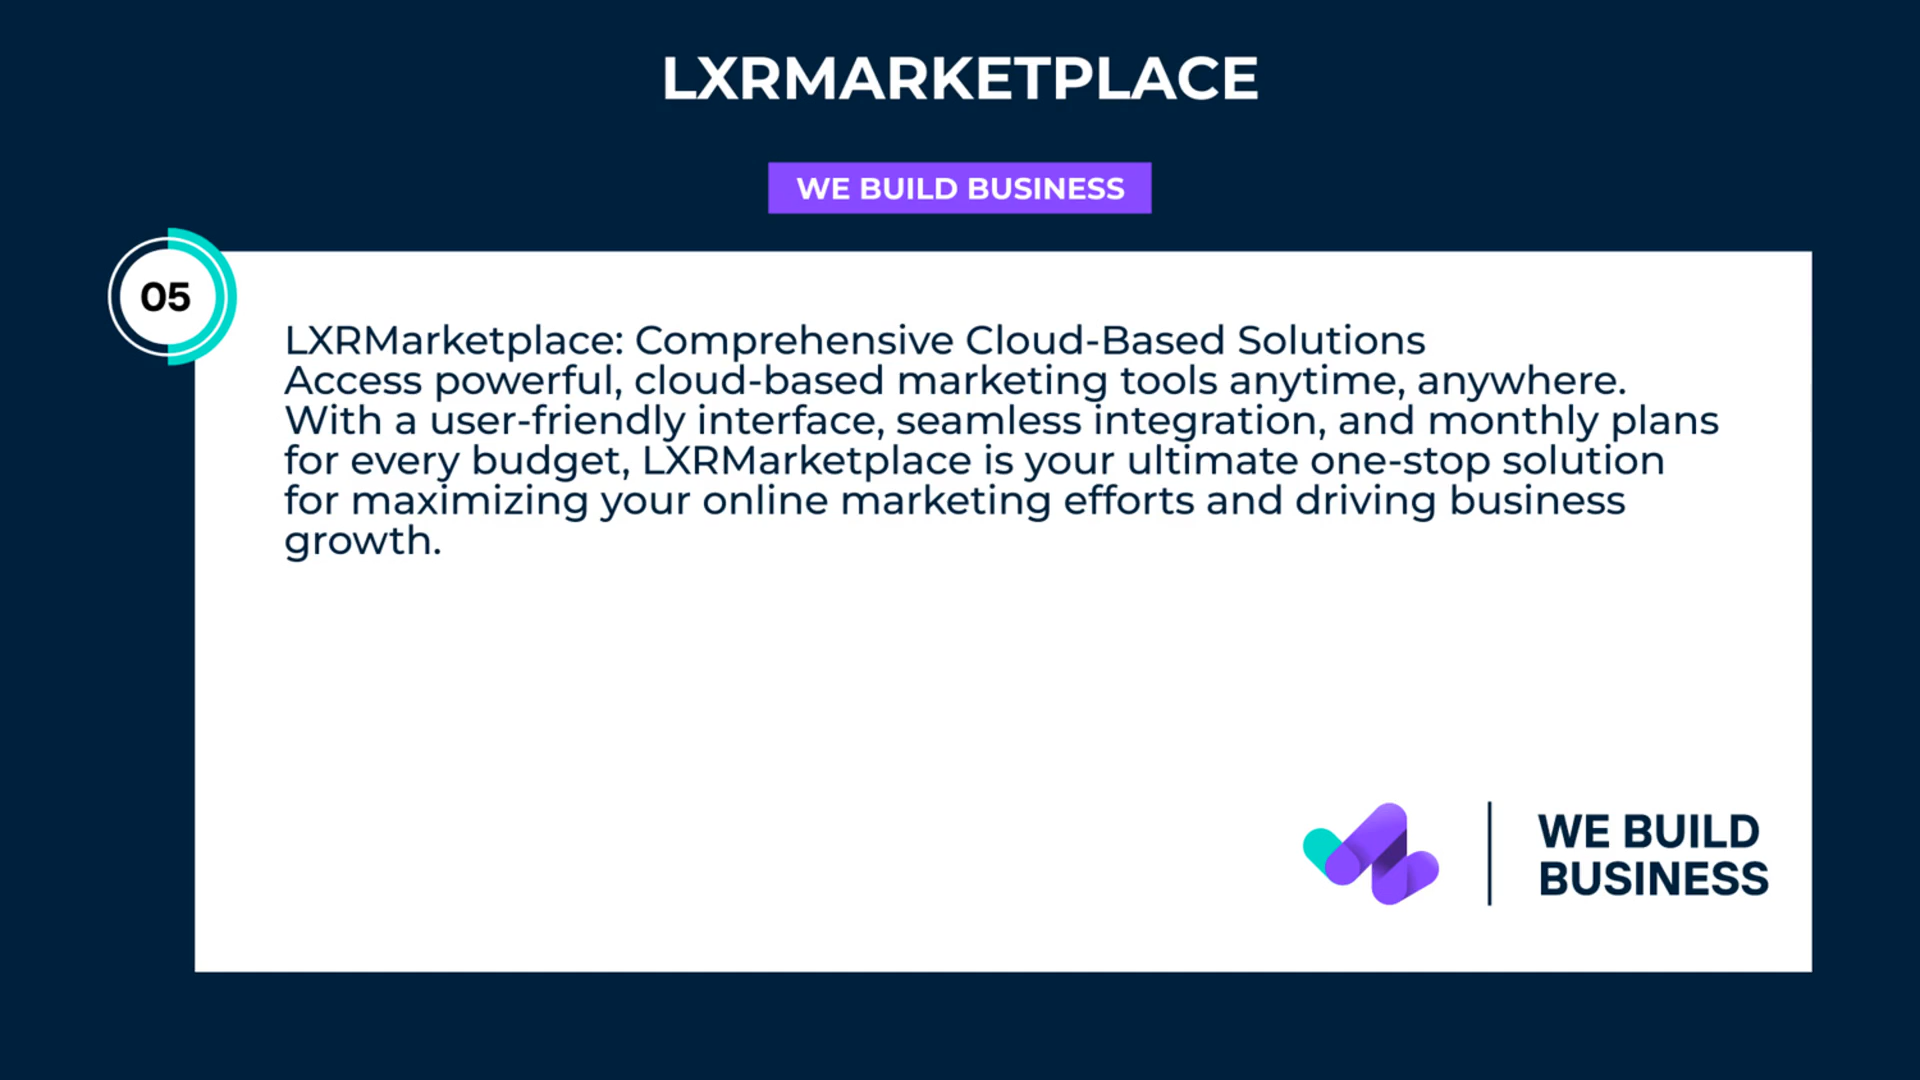 LXRMARKETPLACE
WE BUILD BUSINESS
05
LXRMarketplace: Comprehensive Cloud-Based Solutions
Access powerful, cloud-based marketing tools anytime, anywhere.
With a user-friendly interface, seamless integration, and monthly plans
for every budget, LXRMarketplace is your ultimate one-stop solution
for maximizing your online marketing efforts and driving business
growth.
WE BUILD
BUSINESS